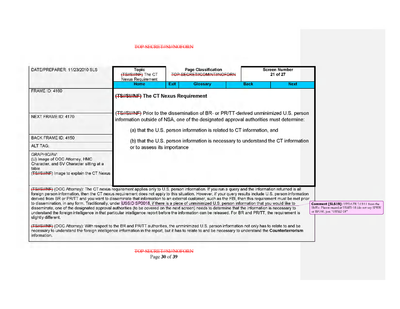 TOP SECRET//SI//NOFORN
DATE/PREPARER: 11/23/2010 SLS
Topic
(TS//SI//NF) The CT
Nexus Requirement
Page Classification
TOP SECRET//COMINT//NOFORN
Screen Number
21 of 27
Home Exit Glossary Back Next
FRAME ID: 4160
(TS//SI//NF) The CT Nexus Requirement
NEXT FRAME ID: 4170
(TS//SI//NF) Prior to the dissemination of BR- or PR/TT-derived unminimized U.S. person
information outside of NSA, one of the designated approval authorities must determine:
(a) that the U.S. person information is related to CT information, and
BACK FRAME ID: 4150
(b) that the U.S. person information is necessary to understand the CT information
or to assess its importance
ALT TAG:
GRAPHIC/AV:
(U) Image of OGC Attorney, HMC
Character, and SV Character sitting at a
table
(TS//SI//NF) Image to explain the CT Nexus
(TS//SI//NF) (OGC Attorney) The CT nexus requirement applies only to U.S. person information. If you run a query and the information returned is all
foreign person information, then the CT nexus requirement does not apply to this situation. However, if your query results include U.S. person information
derived from BR or PR/TT and you want to disseminate that information to an external customer, such as the FBI, then this requirement must be met prior
to dissemination, in any form. Traditionally, under USSID SP0018, if there is a piece of unminimized U.S. person information that you would like to
disseminate, one of the designated approval authorities (to be covered on the next screen) needs to determine that the information is necessary to
understand the foreign intelligence in that particular intelligence report before the information can be released. For BR and PR/TT, the requirement is
slightly different.
(TS//SI//NF) (OGC Attorney) With respect to the BR and PR/TT authorities, the unminimized U.S. person information not only has to relate to and be
necessary to understand the foreign intelligence information in the report, but it has to relate to and be necessary to understand the Counterterrorism
information.
TOP SECRET//SI//NOFORN
Page 30 of 39